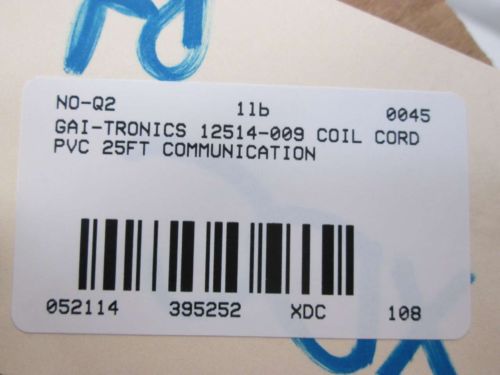 NO-Q2 1lb 0045
GAI-TRONICS 12514-009 COIL CORD
PVC 25FT COMMUNICATION
052114 395252 XDC 108